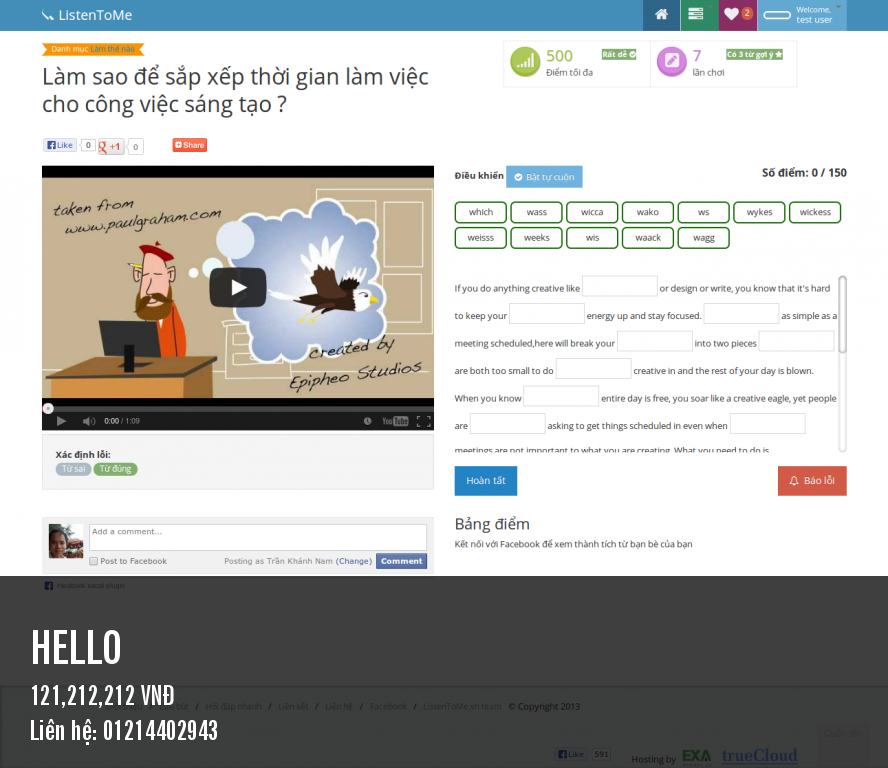 ListenToMe
2
Welcome,
test user
Danh mục Làm thế nào
Làm sao để sắp xếp thời gian làm việc
cho công việc sáng tạo ?
500
Điểm tối đa
Rất dễ
7
lần chơi
Có 3 từ gợi ý
Like 0 +1 0 Share
taken from
www.paulgraham.com
created by
Epipheo Studios
0:00 / 1:09
YouTube
Xác định lỗi:
Từ sai Từ đúng
Add a comment...
Post to Facebook
Posting as Trần Khánh Nam (Change)
Comment
Facebook social plugin
Điều khiển Bật tự cuộn
Số điểm: 0 / 150
which wass wicca wako ws wykes wickess
weisss weeks wis waack wagg
If you do anything creative like or design or write, you know that it's hard
to keep your energy up and stay focused. as simple as a
meeting scheduled,here will break your into two pieces
are both too small to do creative in and the rest of your day is blown.
When you know entire day is free, you soar like a creative eagle, yet people
are asking to get things scheduled in even when
meetings are not important to what you are creating. What you need to do is
Hoàn tất
Báo lỗi
Bảng điểm
Kết nối với Facebook để xem thành tích từ bạn bè của bạn
HELLO
121,212,212 VNĐ
Liên hệ: 01214402943
/ Hỏi đáp nhanh / Liên kết / Liên hệ / Facebook / ListenToMe.vn team © Copyright 2013
Like 591
Hosting by EXA trueCloud